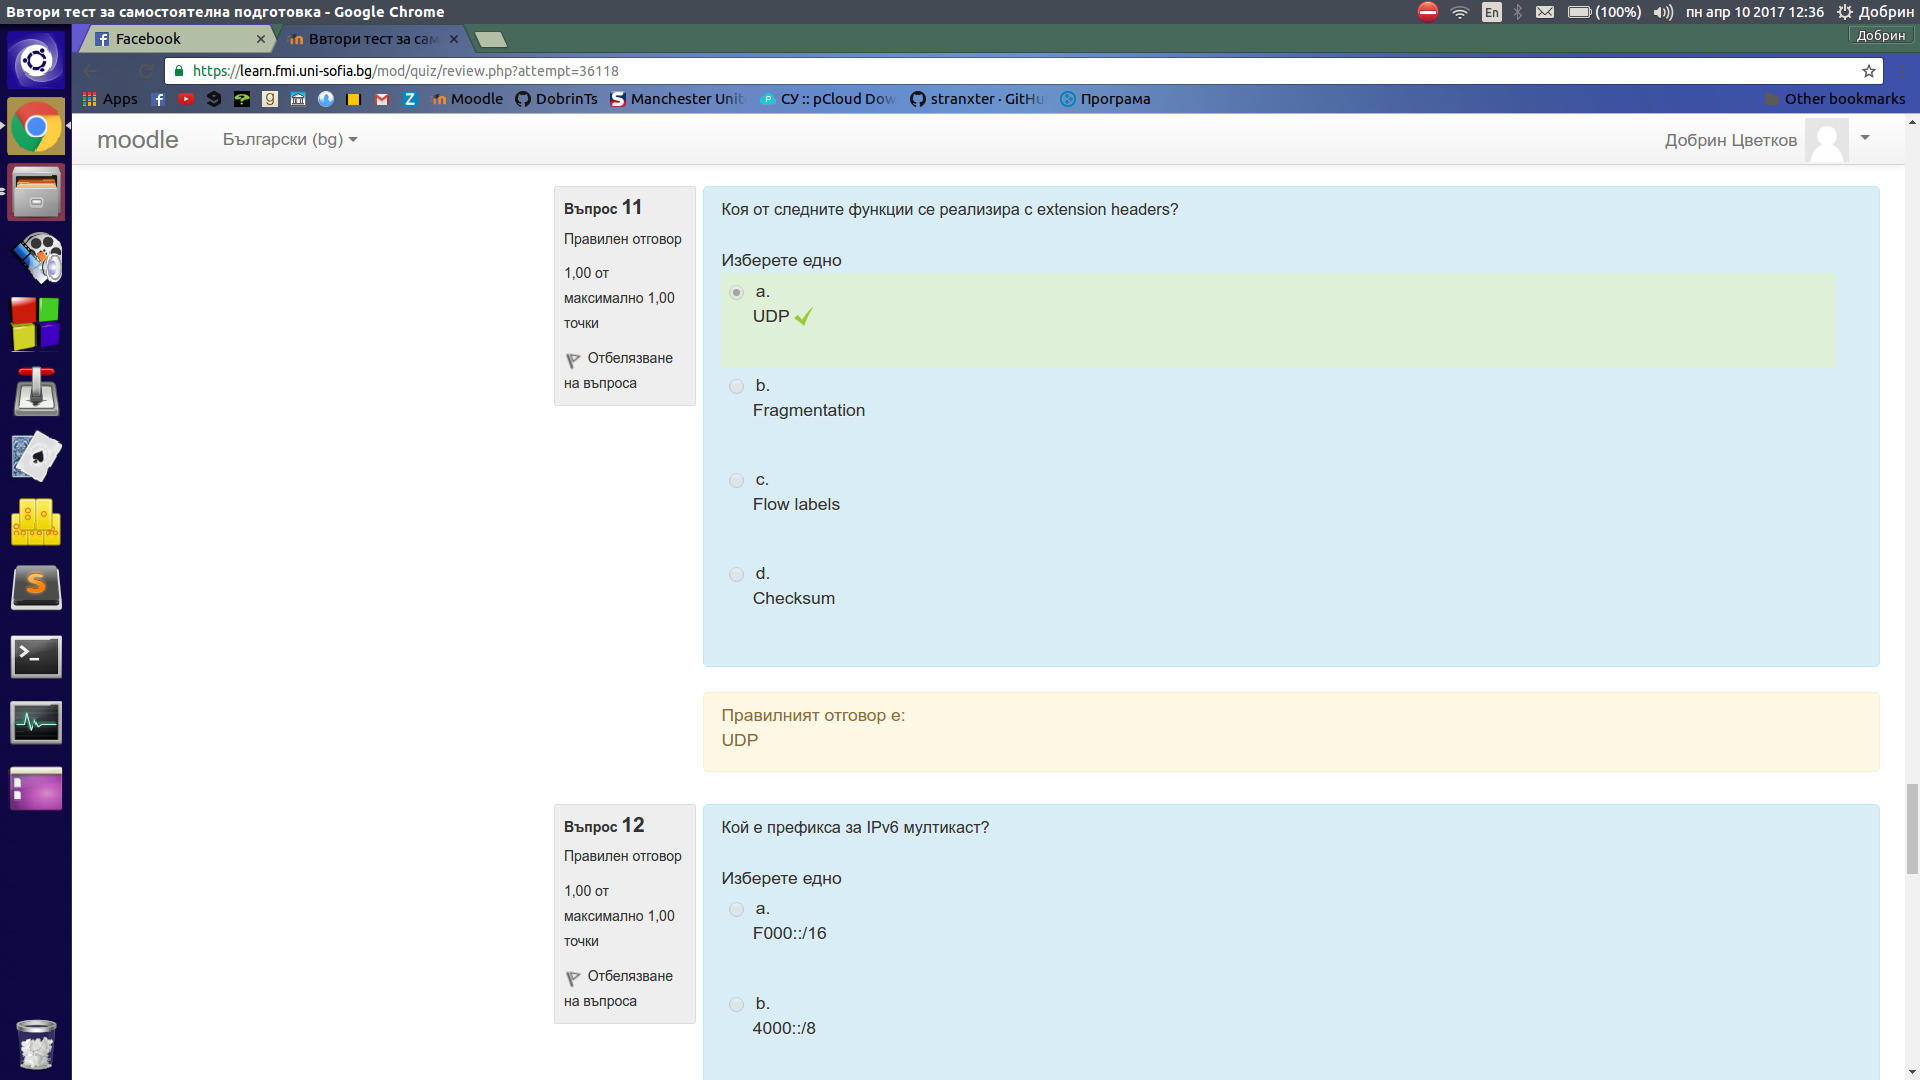 Ввтори тест за самостоятелна подготовка - Google Chrome
En
(100%)
пн апр 10 2017 12:36
Добрин
Facebook
Ввтори тест за сам
Добрин
https://learn.fmi.uni-sofia.bg/mod/quiz/review.php?attempt=36118
Apps
Moodle
DobrinTs
Manchester Unit
СУ :: pCloud Dow
stranxter · GitHu
Програма
Other bookmarks
moodle
Български (bg)
Добрин Цветков
Въпрос 11
Правилен отговор
1,00 от
максимално 1,00
точки
Отбелязване
на въпроса
Коя от следните функции се реализира с extension headers?
Изберете едно
a.
UDP
b.
Fragmentation
c.
Flow labels
d.
Checksum
Правилният отговор е:
UDP
Въпрос 12
Правилен отговор
1,00 от
максимално 1,00
точки
Отбелязване
на въпроса
Кой е префикса за IPv6 мултикаст?
Изберете едно
a.
F000::/16
b.
4000::/8